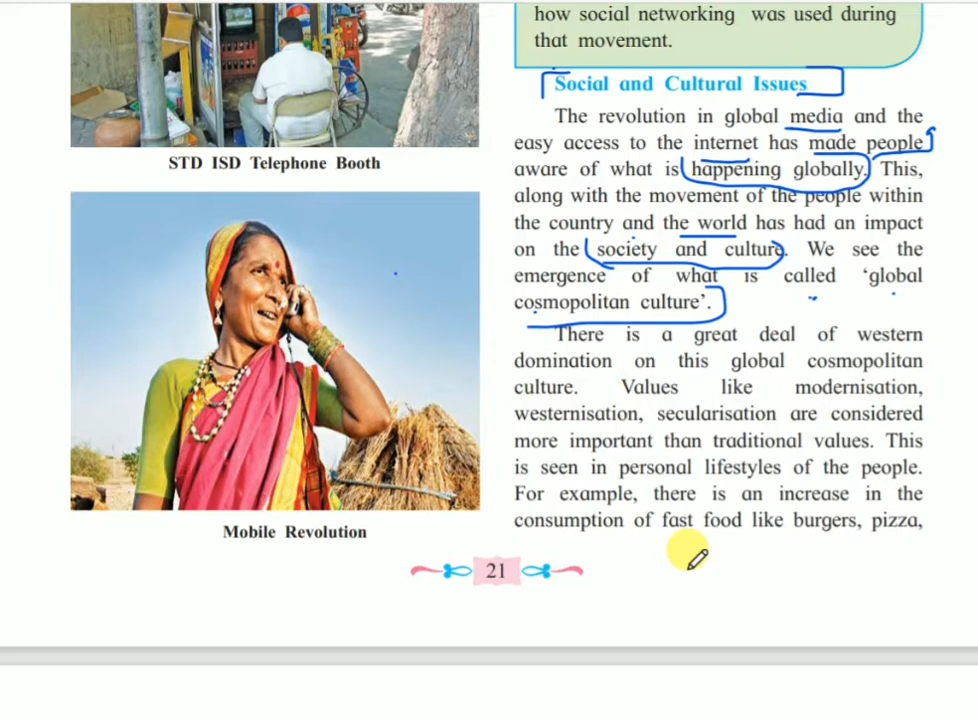 how social networking was used during
that movement.
STD ISD Telephone Booth
Mobile Revolution
Social and Cultural Issues
The revolution in global media and the
easy access to the internet has made people
aware of what is happening globally. This,
along with the movement of the people within
the country and the world has had an impact
on the society and culture. We see the
emergence of what is called ‘global
cosmopolitan culture’.
There is a great deal of western
domination on this global cosmopolitan
culture. Values like modernisation,
westernisation, secularisation are considered
more important than traditional values. This
is seen in personal lifestyles of the people.
For example, there is an increase in the
consumption of fast food like burgers, pizza,
21